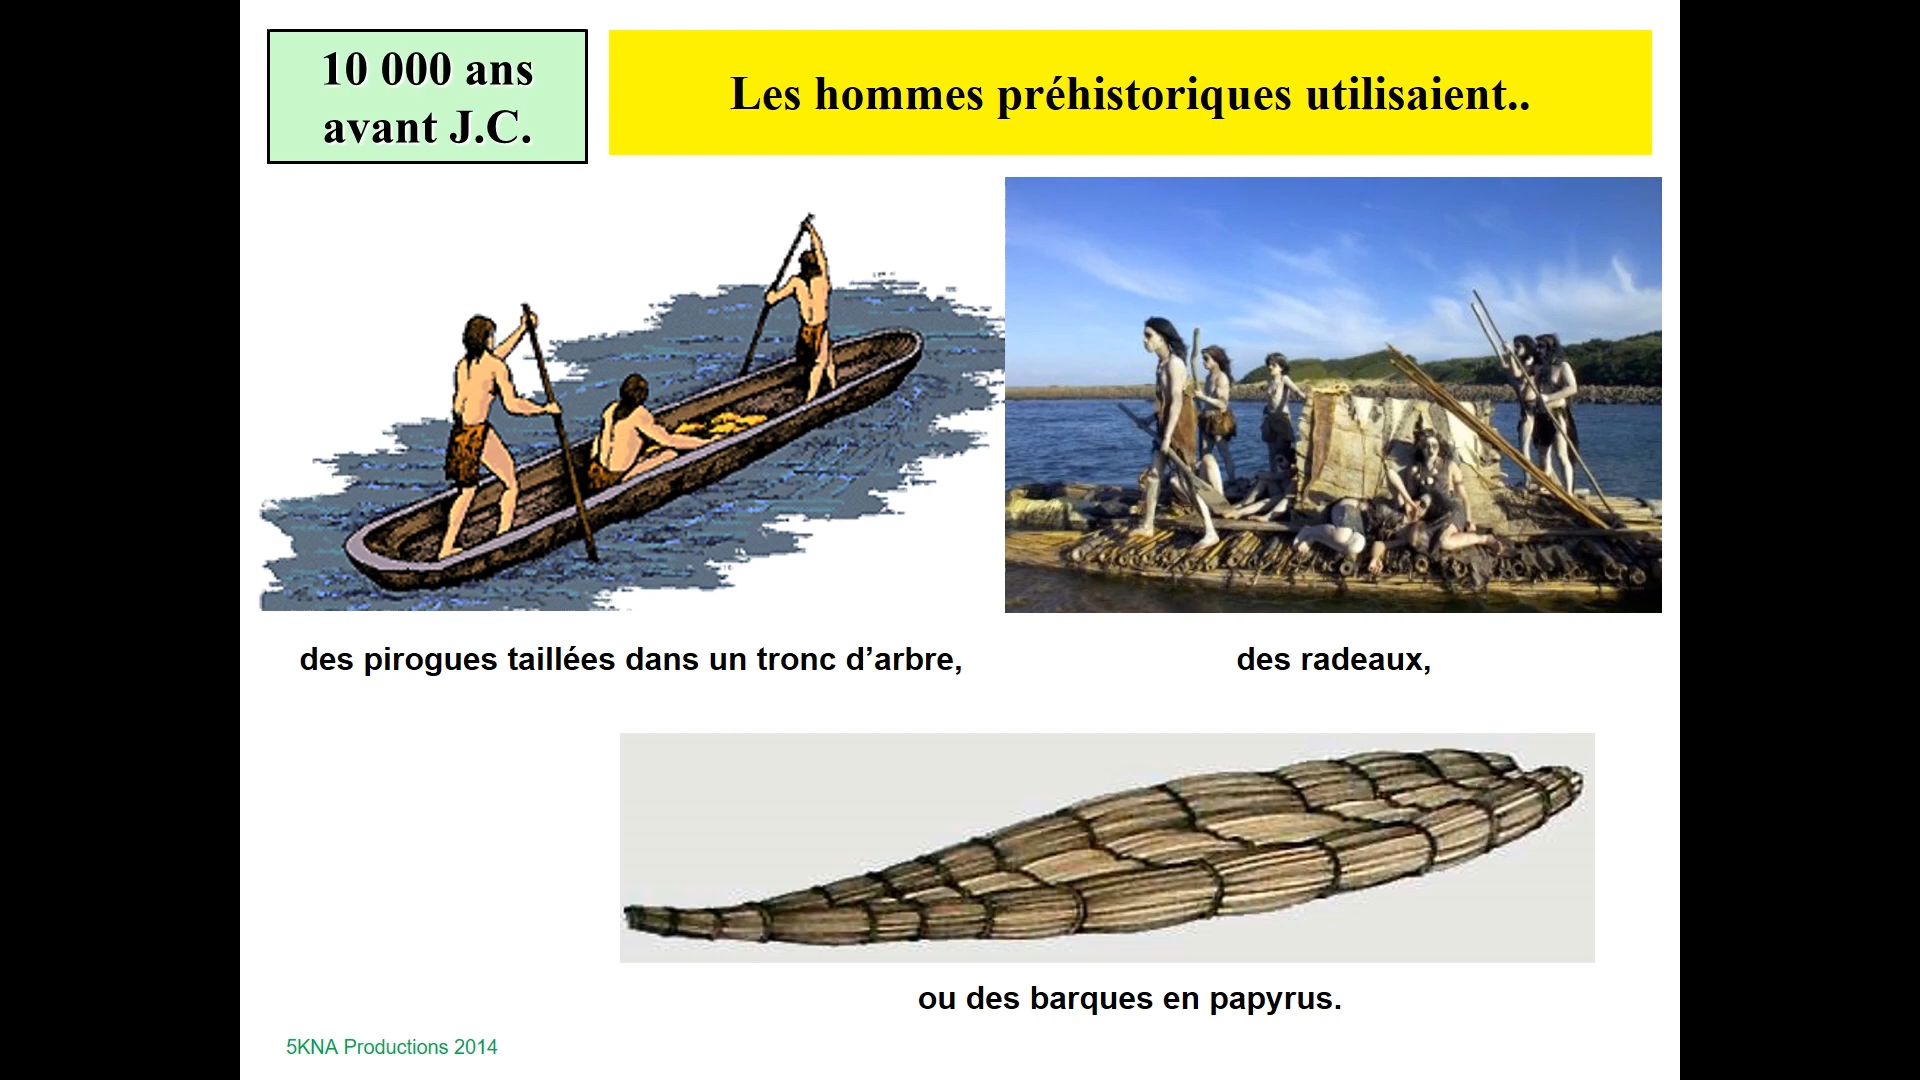 10 000 ans
avant J.C.
Les hommes préhistoriques utilisaient..
des pirogues taillées dans un tronc d’arbre,
des radeaux,
ou des barques en papyrus.
5KNA Productions 2014